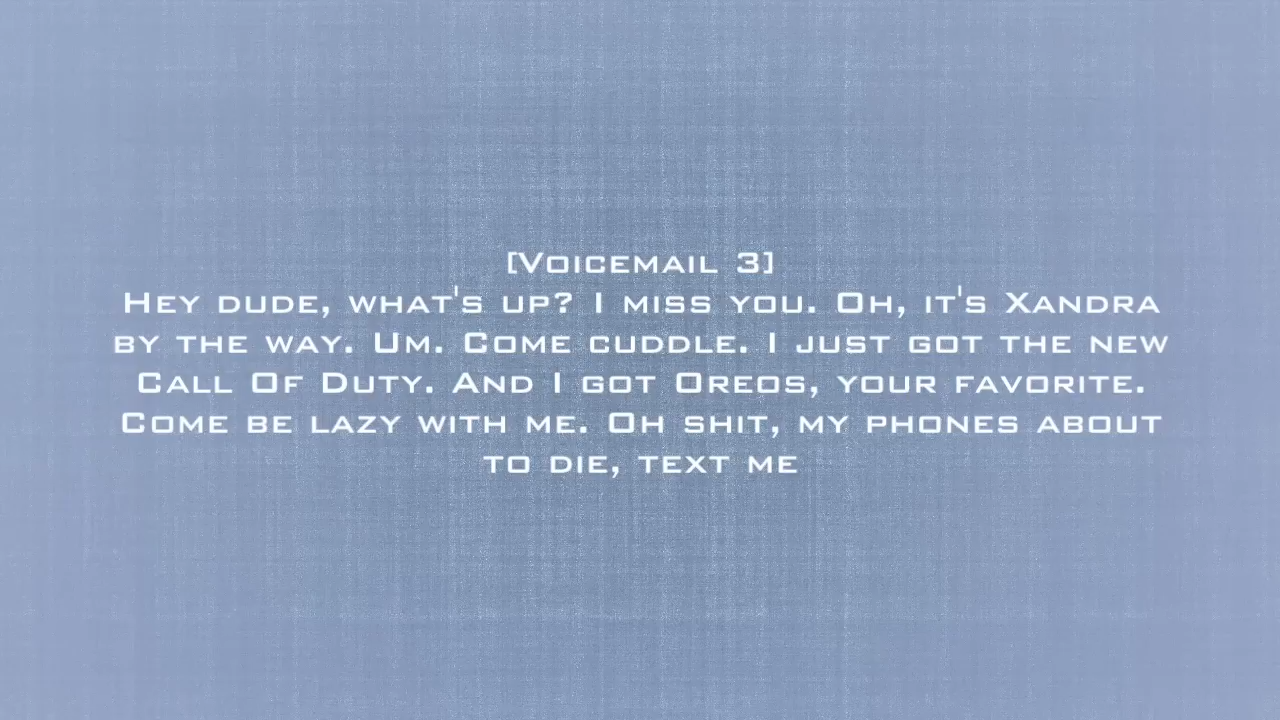 [Voicemail 3]
Hey dude, what's up? I miss you. Oh, it's Xandra
by the way. Um. Come cuddle. I just got the new
Call Of Duty. And I got Oreos, your favorite.
Come be lazy with me. Oh shit, my phones about
to die, text me